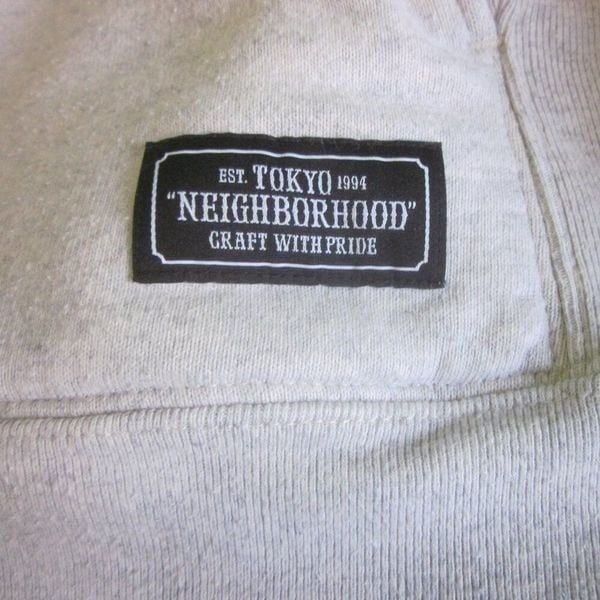 EST. TOKYO 1994
"NEIGHBORHOOD"
CRAFT WITH PRIDE